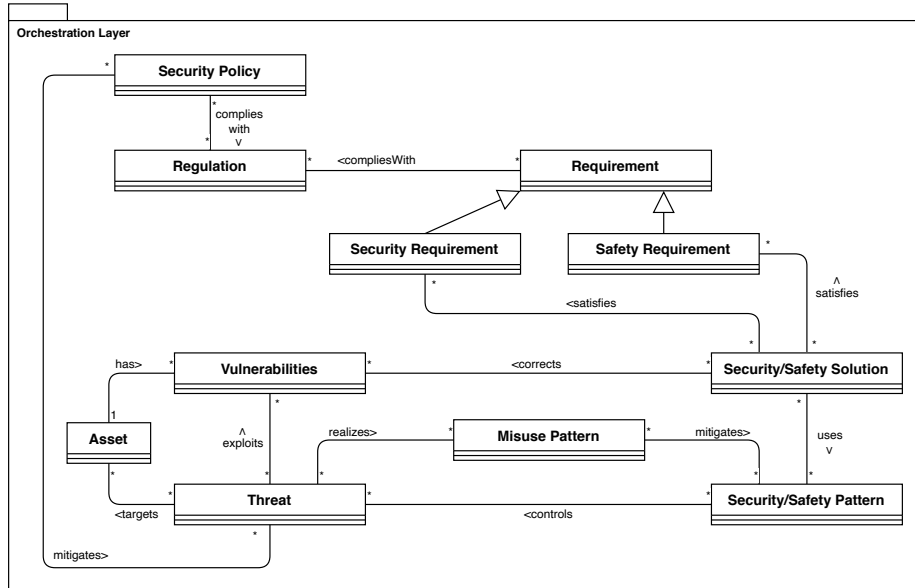 Orchestration Layer
* Security Policy
*
complies
with
v
*
Regulation
* <compliesWith *
Requirement
Security Requirement
Safety Requirement
*
*
<satisfies
^
satisfies
*
*
has>
*
Vulnerabilities
* <corrects *
Security/Safety Solution
1
Asset
*
*
^
exploits
*
realizes>
*
*
Misuse Pattern
*
mitigates>
*
*
uses
v
*
*
<targets
*
Threat
*
<controls
*
Security/Safety Pattern
*
mitigates>